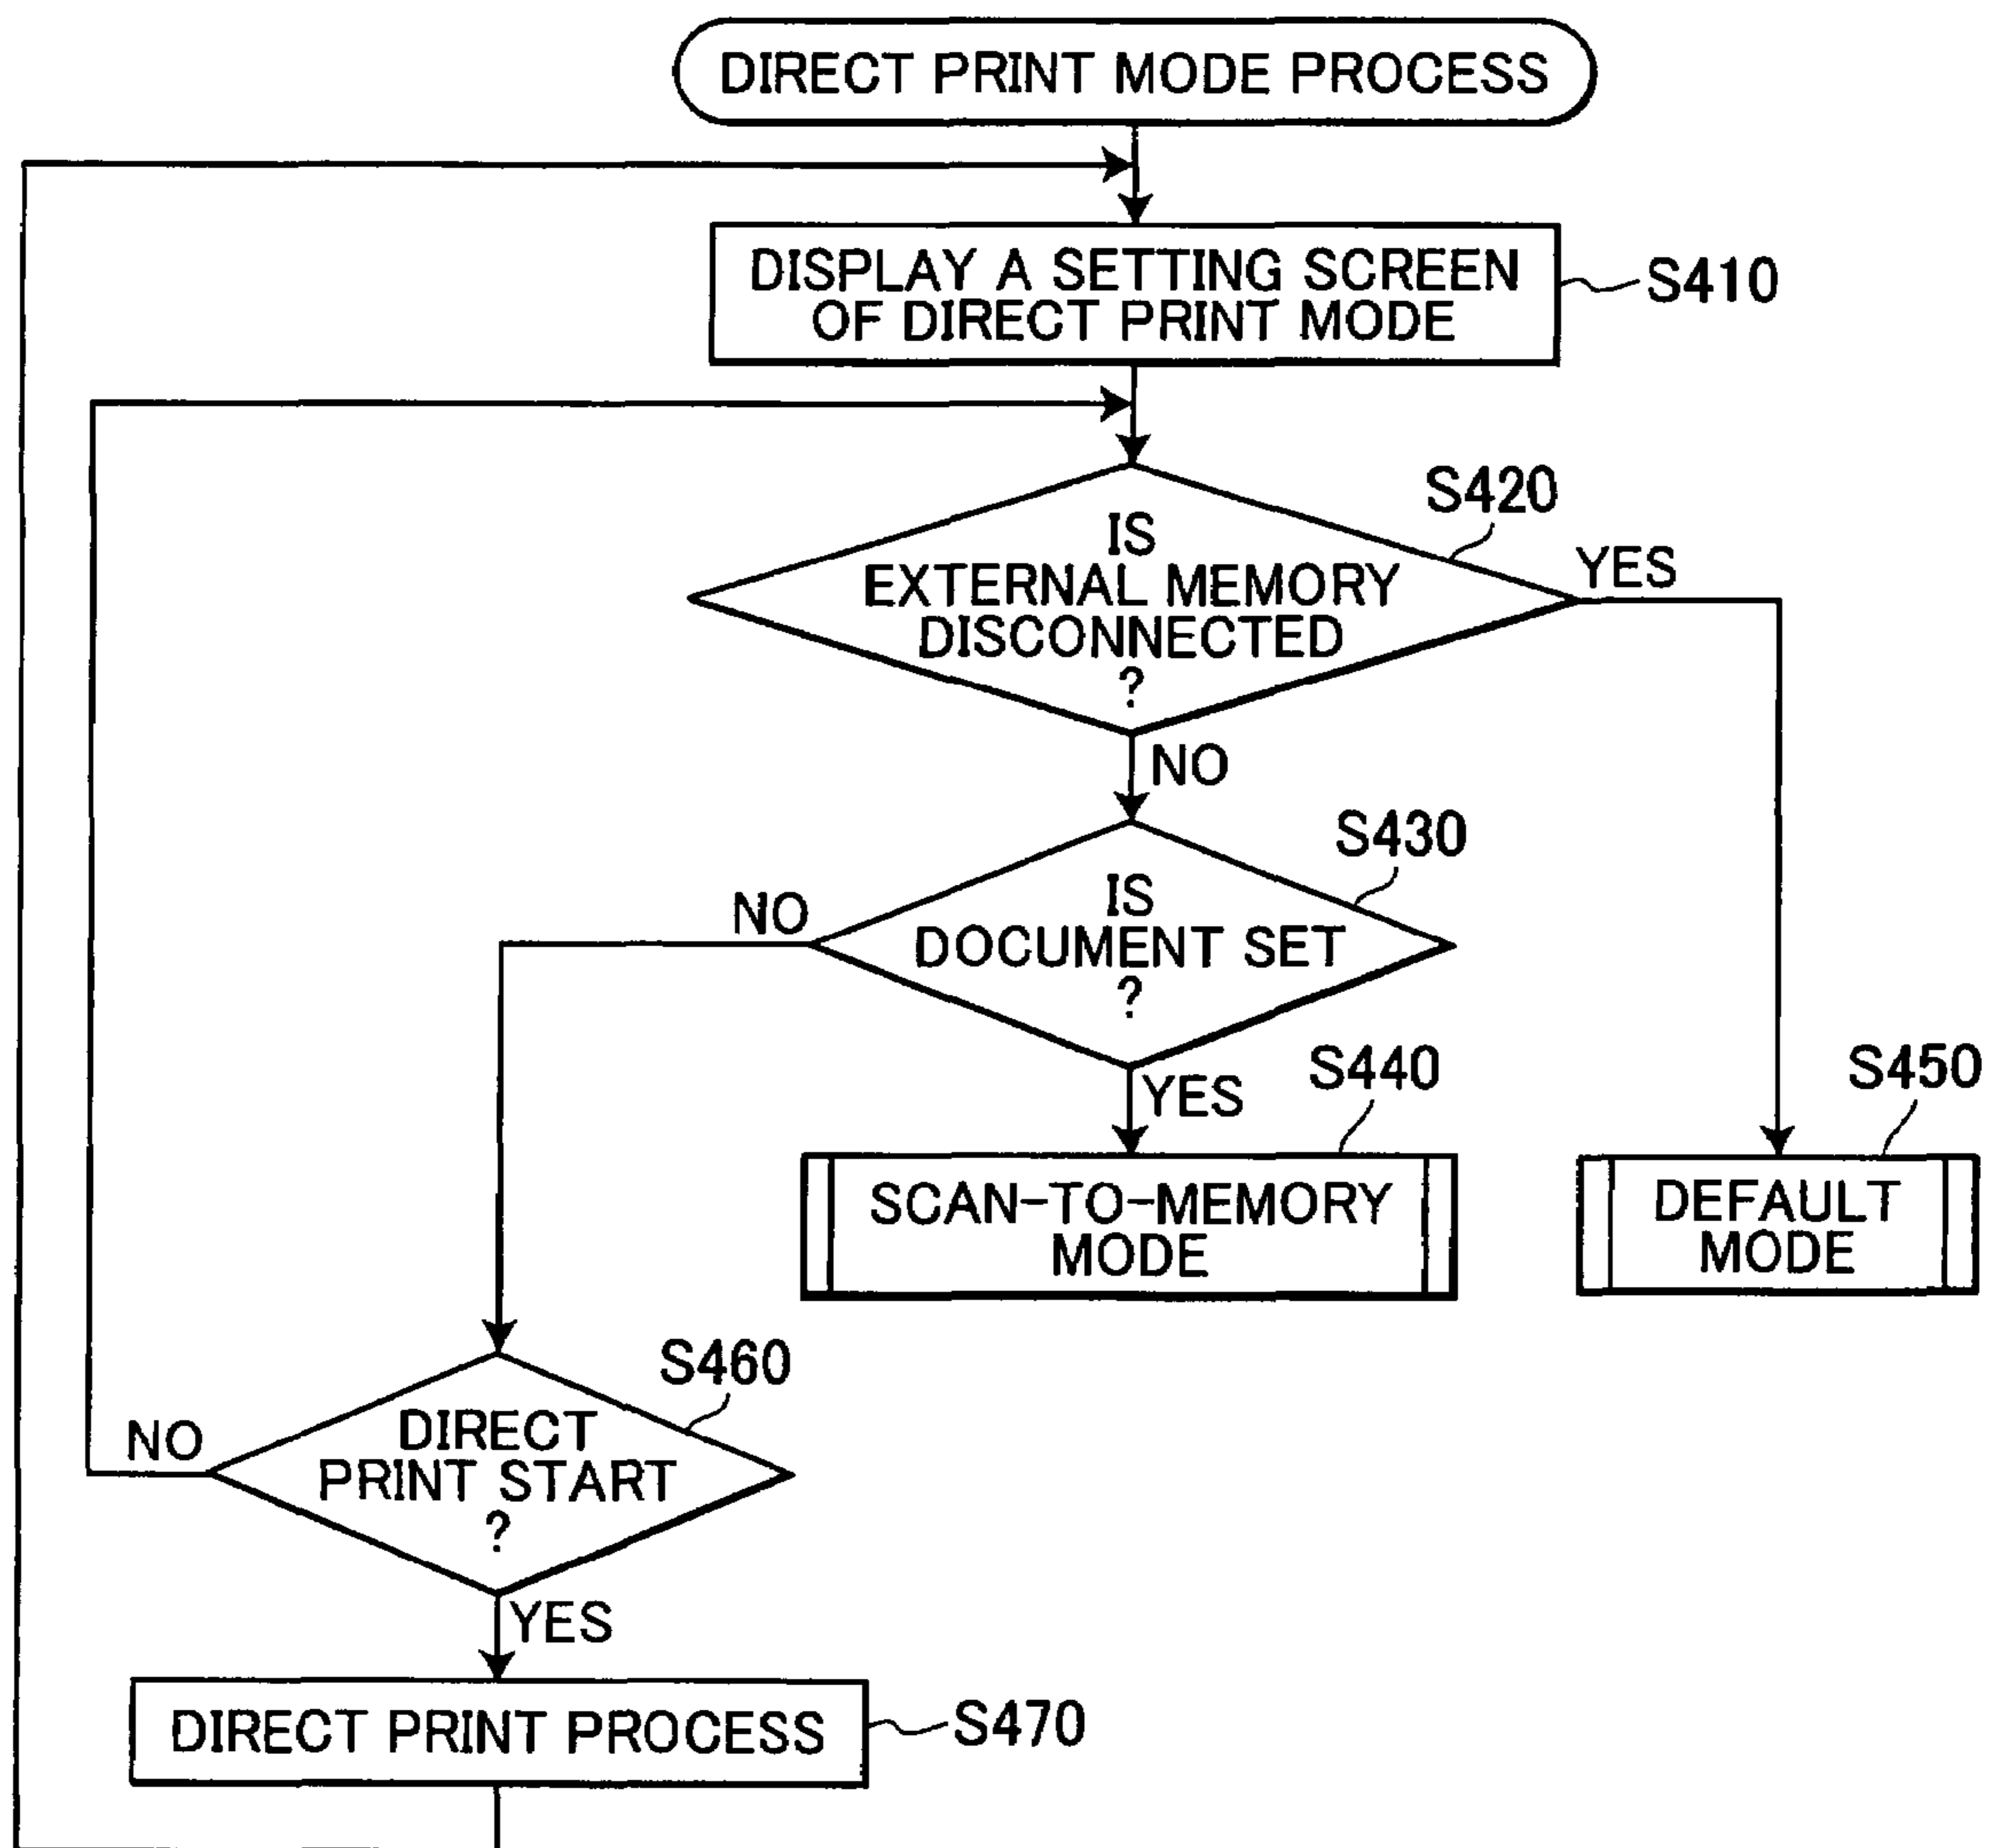 DIRECT PRINT MODE PROCESS
DISPLAY A SETTING SCREEN
OF DIRECT PRINT MODE
S410
S420
IS
EXTERNAL MEMORY
DISCONNECTED
?
YES
NO
S430
IS
DOCUMENT SET
?
NO
YES
S440
S450
SCAN-TO-MEMORY
MODE
DEFAULT
MODE
S460
DIRECT
PRINT START
?
NO
YES
DIRECT PRINT PROCESS
S470